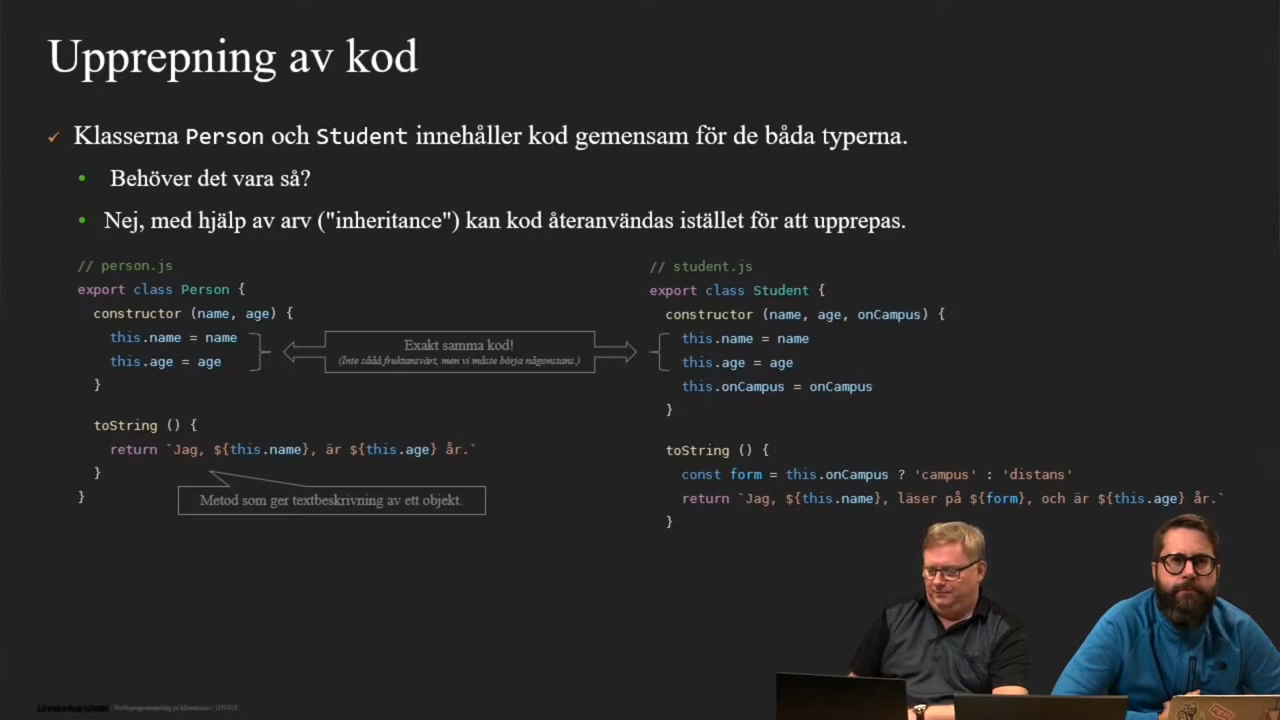 Upprepning av kod
Klasserna Person och Student innehåller kod gemensam för de båda typerna.
Behöver det vara så?
Nej, med hjälp av arv ("inheritance") kan kod återanvändas istället för att upprepas.
// person.js
export class Person {
constructor (name, age) {
this.name = name
this.age = age
}
toString () {
return `Jag, ${this.name}, är ${this.age} år.`
}
}
Metod som ger textbeskrivning av ett objekt.
Exakt samma kod!
(Inte sååå fruktansvärt, men vi måste börja någonstans.)
// student.js
export class Student {
constructor (name, age, onCampus) {
this.name = name
this.age = age
this.onCampus = onCampus
}
toString () {
const form = this.onCampus ? 'campus' : 'distans'
return `Jag, ${this.name}, läser på ${form}, och är ${this.age} år.`
}